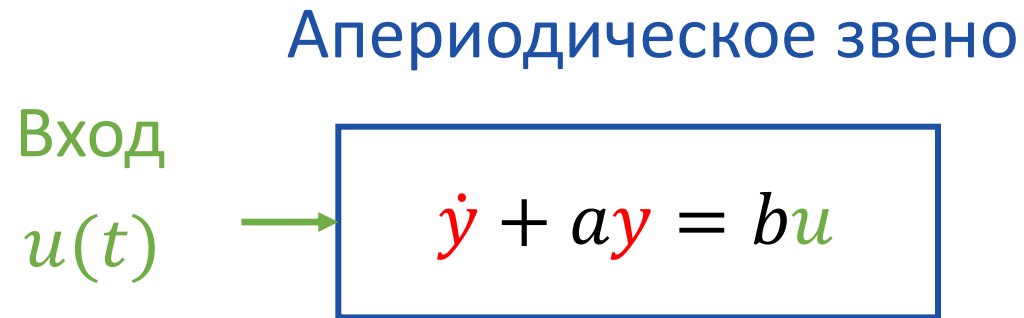 Апериодическое звено
Вход
u(t)
ẏ + ay = bu